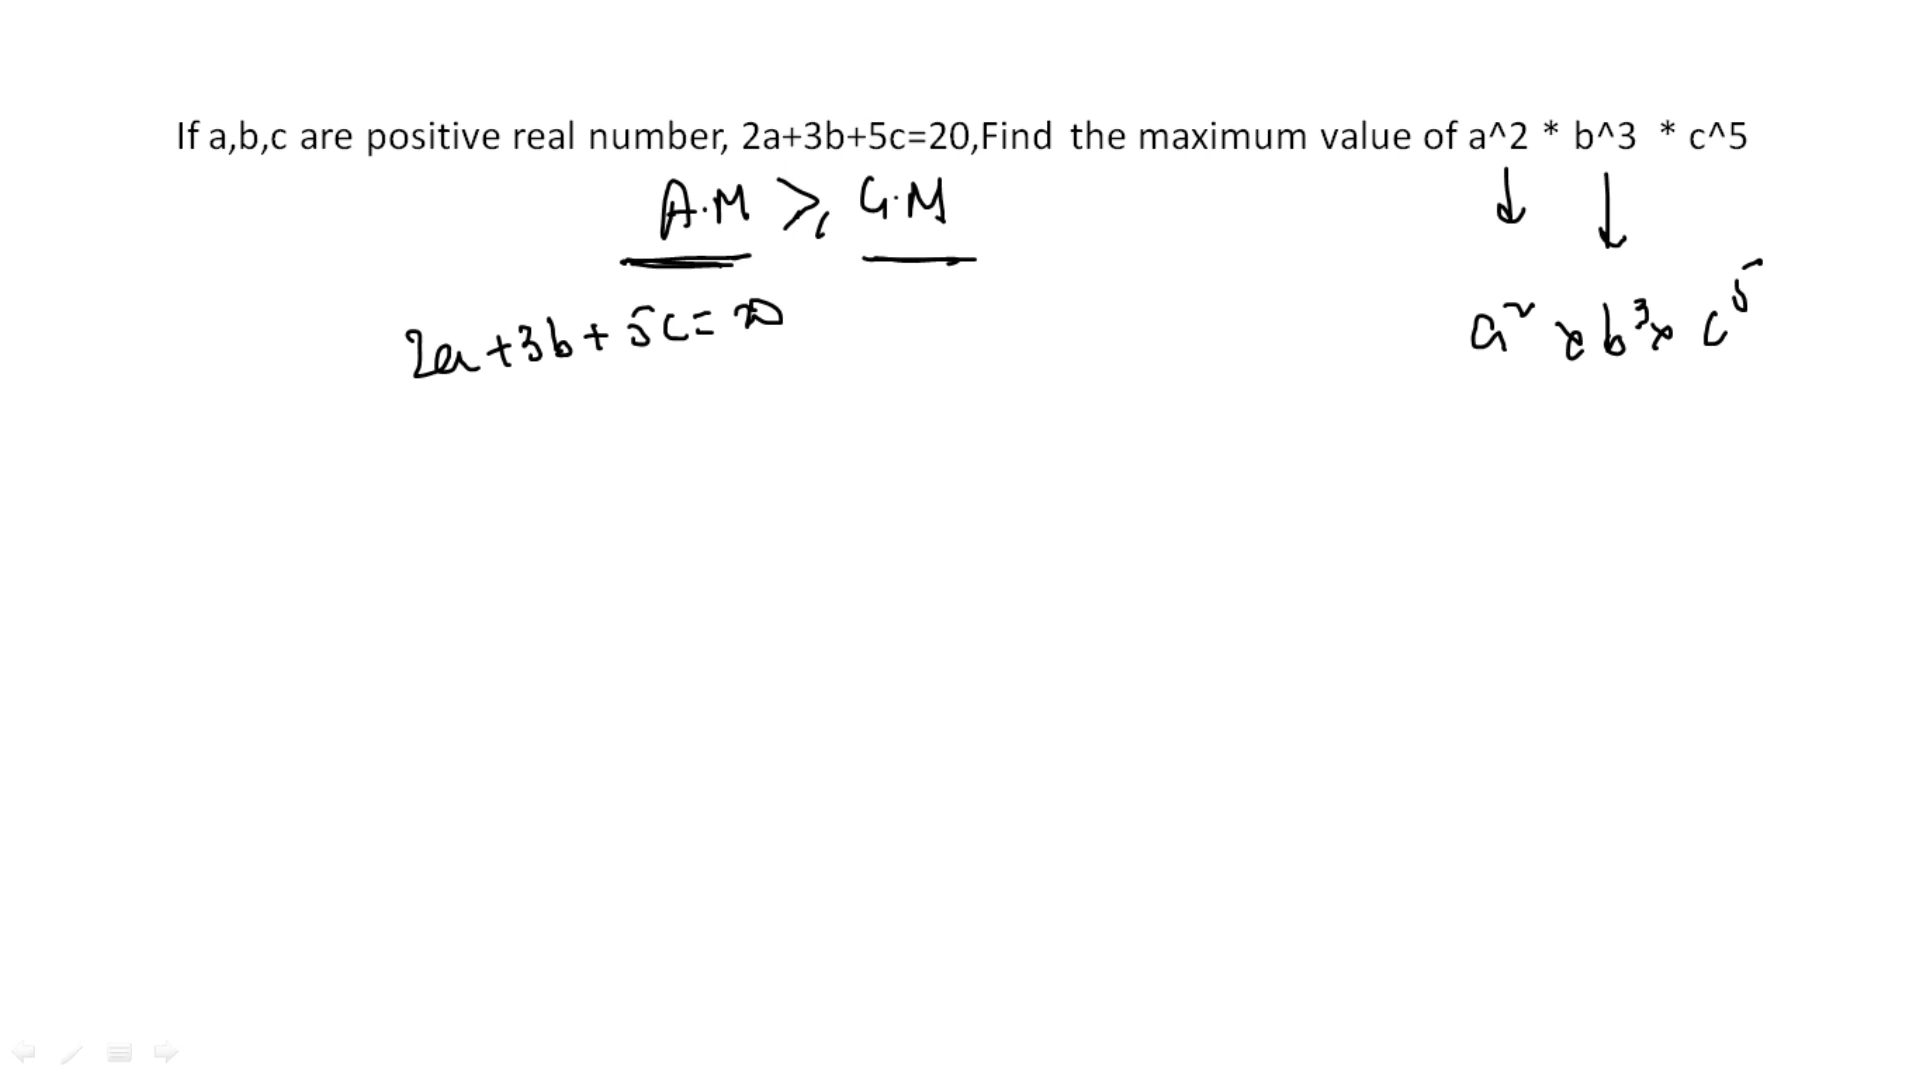 If a,b,c are positive real number, 2a+3b+5c=20,Find the maximum value of a^2 * b^3 * c^5
A.M ⩾ G.M
2a+3b+5c=20
a² × b³ × c⁵